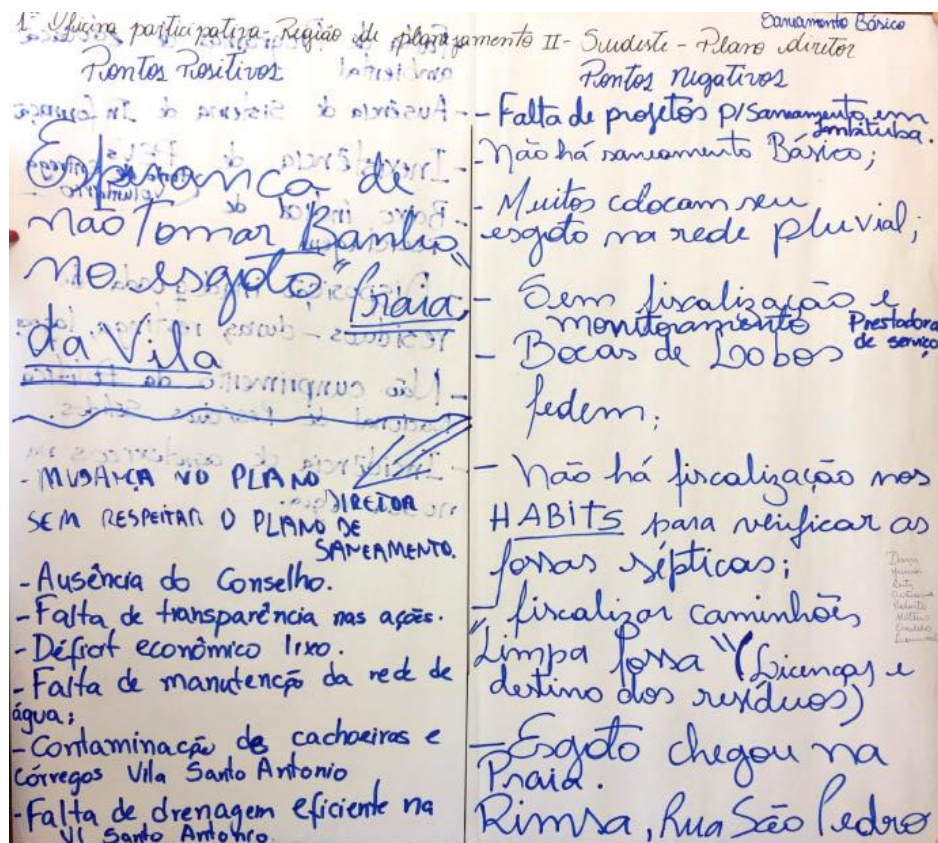 1ª Oficina participativa - Região de planejamento II - Sudeste - Plano diretor
Saneamento Básico
Pontos Positivos
Esperança de
não Tomar Banho
no esgoto "Praia
da Vila"
- MUDANÇA NO PLANO
DIRETOR
SEM RESPEITAR O PLANO DE
SANEAMENTO.
- Ausência do Conselho.
- Falta de transparência nas ações.
- Déficit econômico lixo.
- Falta de manutenção da rede de
água;
- Contaminação de cachoeiras e
córregos Vila Santo Antonio
- Falta de drenagem eficiente na
Vl Santo Antonio.
Pontos negativos
- Falta de projetos p/ Saneamento em
Imbituba.
- Não há saneamento Básico;
- Muitos colocam seu
esgoto na rede pluvial;
- Sem fiscalização e
monitoramento Prestadora
de serviço
- Bocas de Lobos
fedem;
- Não há fiscalização nos
HABITS para verificar as
fossas sépticas;
- "fiscalizar caminhões
Limpa fossa" (Licenças e
destino dos resíduos)
- Esgoto chegou na
Praia.
Rimsa, Rua São Pedro